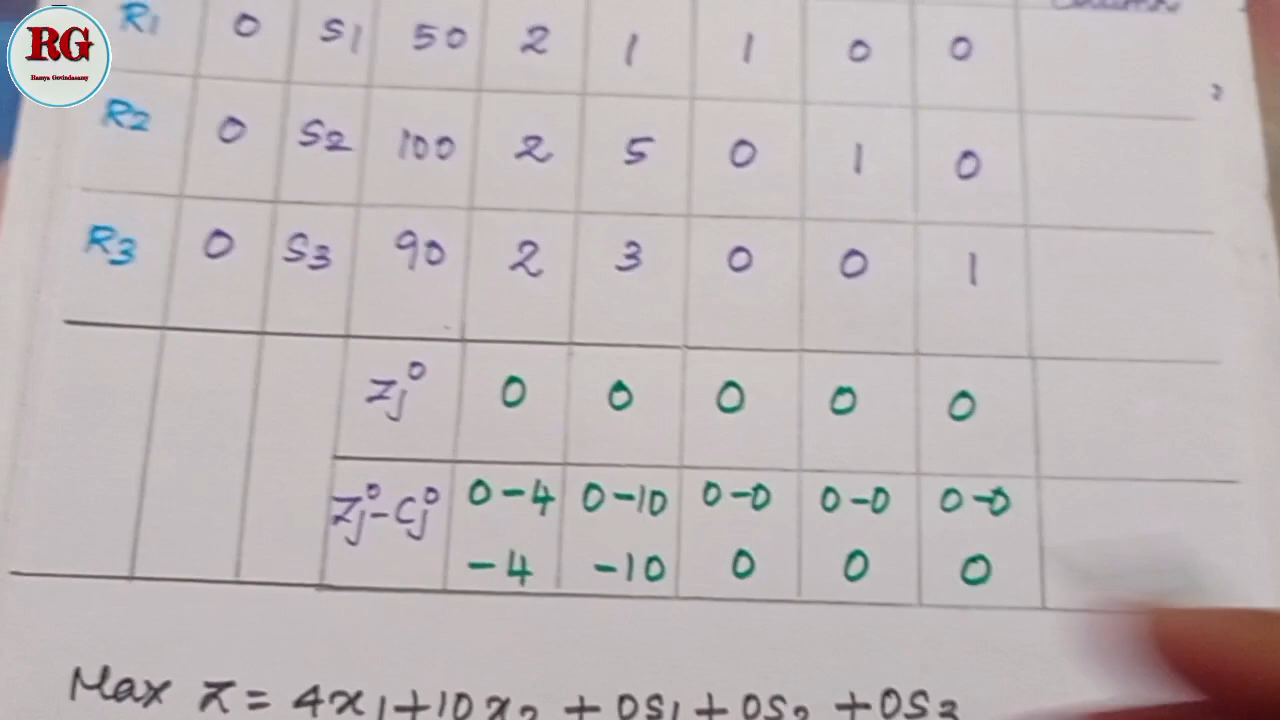 RG
Ramya Govindasamy
R1 0 S1 50 2 1 1 0 0
R2 0 S2 100 2 5 0 1 0
R3 0 S3 90 2 3 0 0 1
Zj 0 0 0 0 0
Zj-Cj 0-4 0-10 0-0 0-0 0-0
-4 -10 0 0 0
Max Z = 4x1+10x2 + 0s1 + 0s2 + 0s3